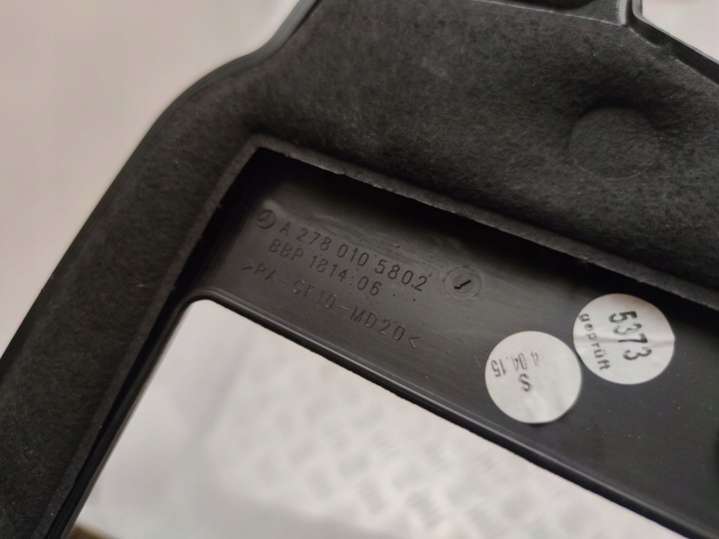 A 278 010 5802
BBP 1814.06
>PA-GF10-MD20<
5373
geprüft
4 04.15
S